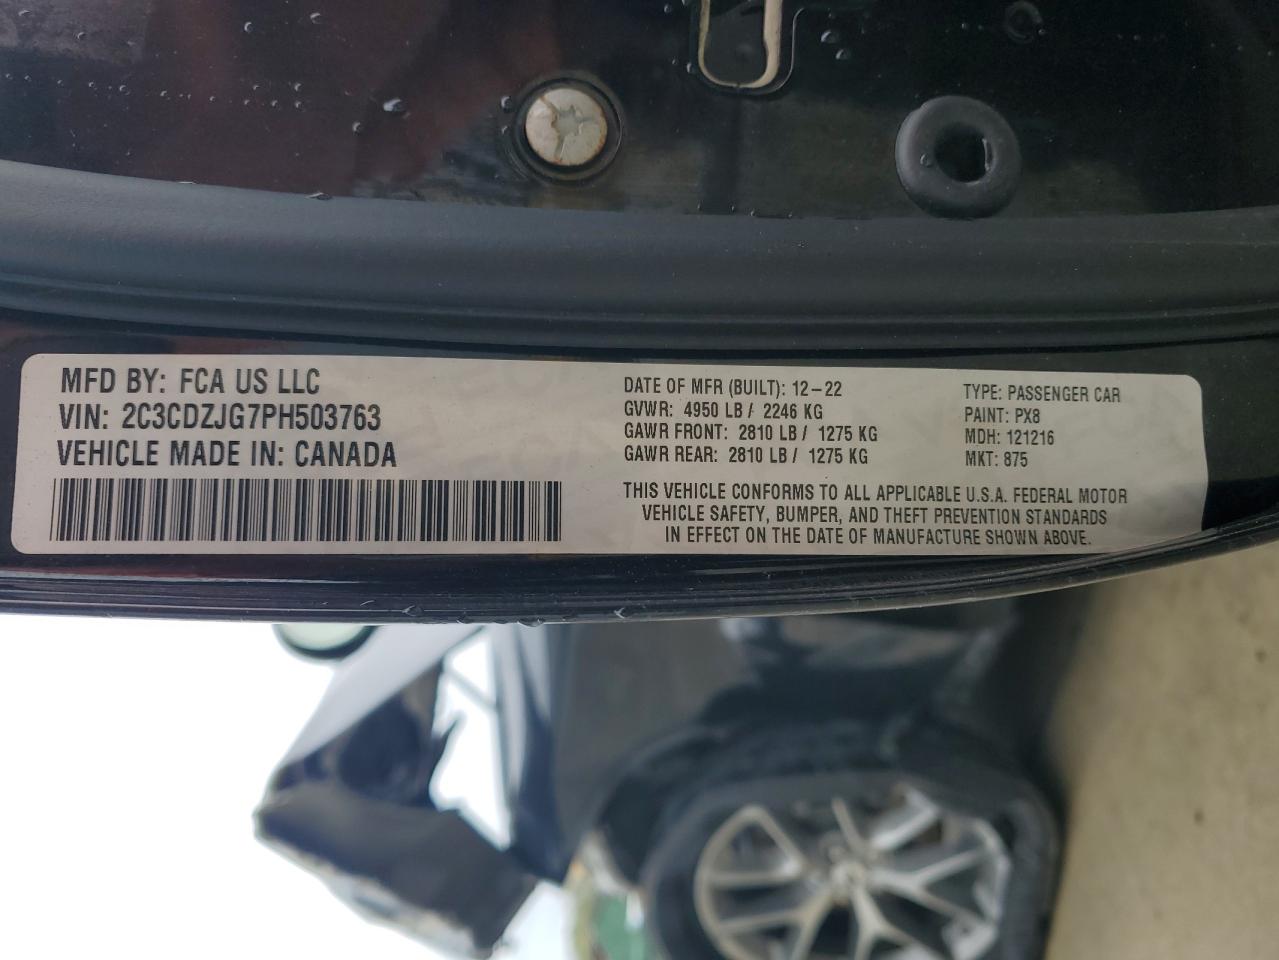 MFD BY: FCA US LLC
VIN: 2C3CDZJG7PH503763
VEHICLE MADE IN: CANADA
DATE OF MFR (BUILT): 12-22
GVWR: 4950 LB / 2246 KG
GAWR FRONT: 2810 LB / 1275 KG
GAWR REAR: 2810 LB / 1275 KG
TYPE: PASSENGER CAR
PAINT: PX8
MDH: 121216
MKT: 875
THIS VEHICLE CONFORMS TO ALL APPLICABLE U.S.A. FEDERAL MOTOR
VEHICLE SAFETY, BUMPER, AND THEFT PREVENTION STANDARDS
IN EFFECT ON THE DATE OF MANUFACTURE SHOWN ABOVE.